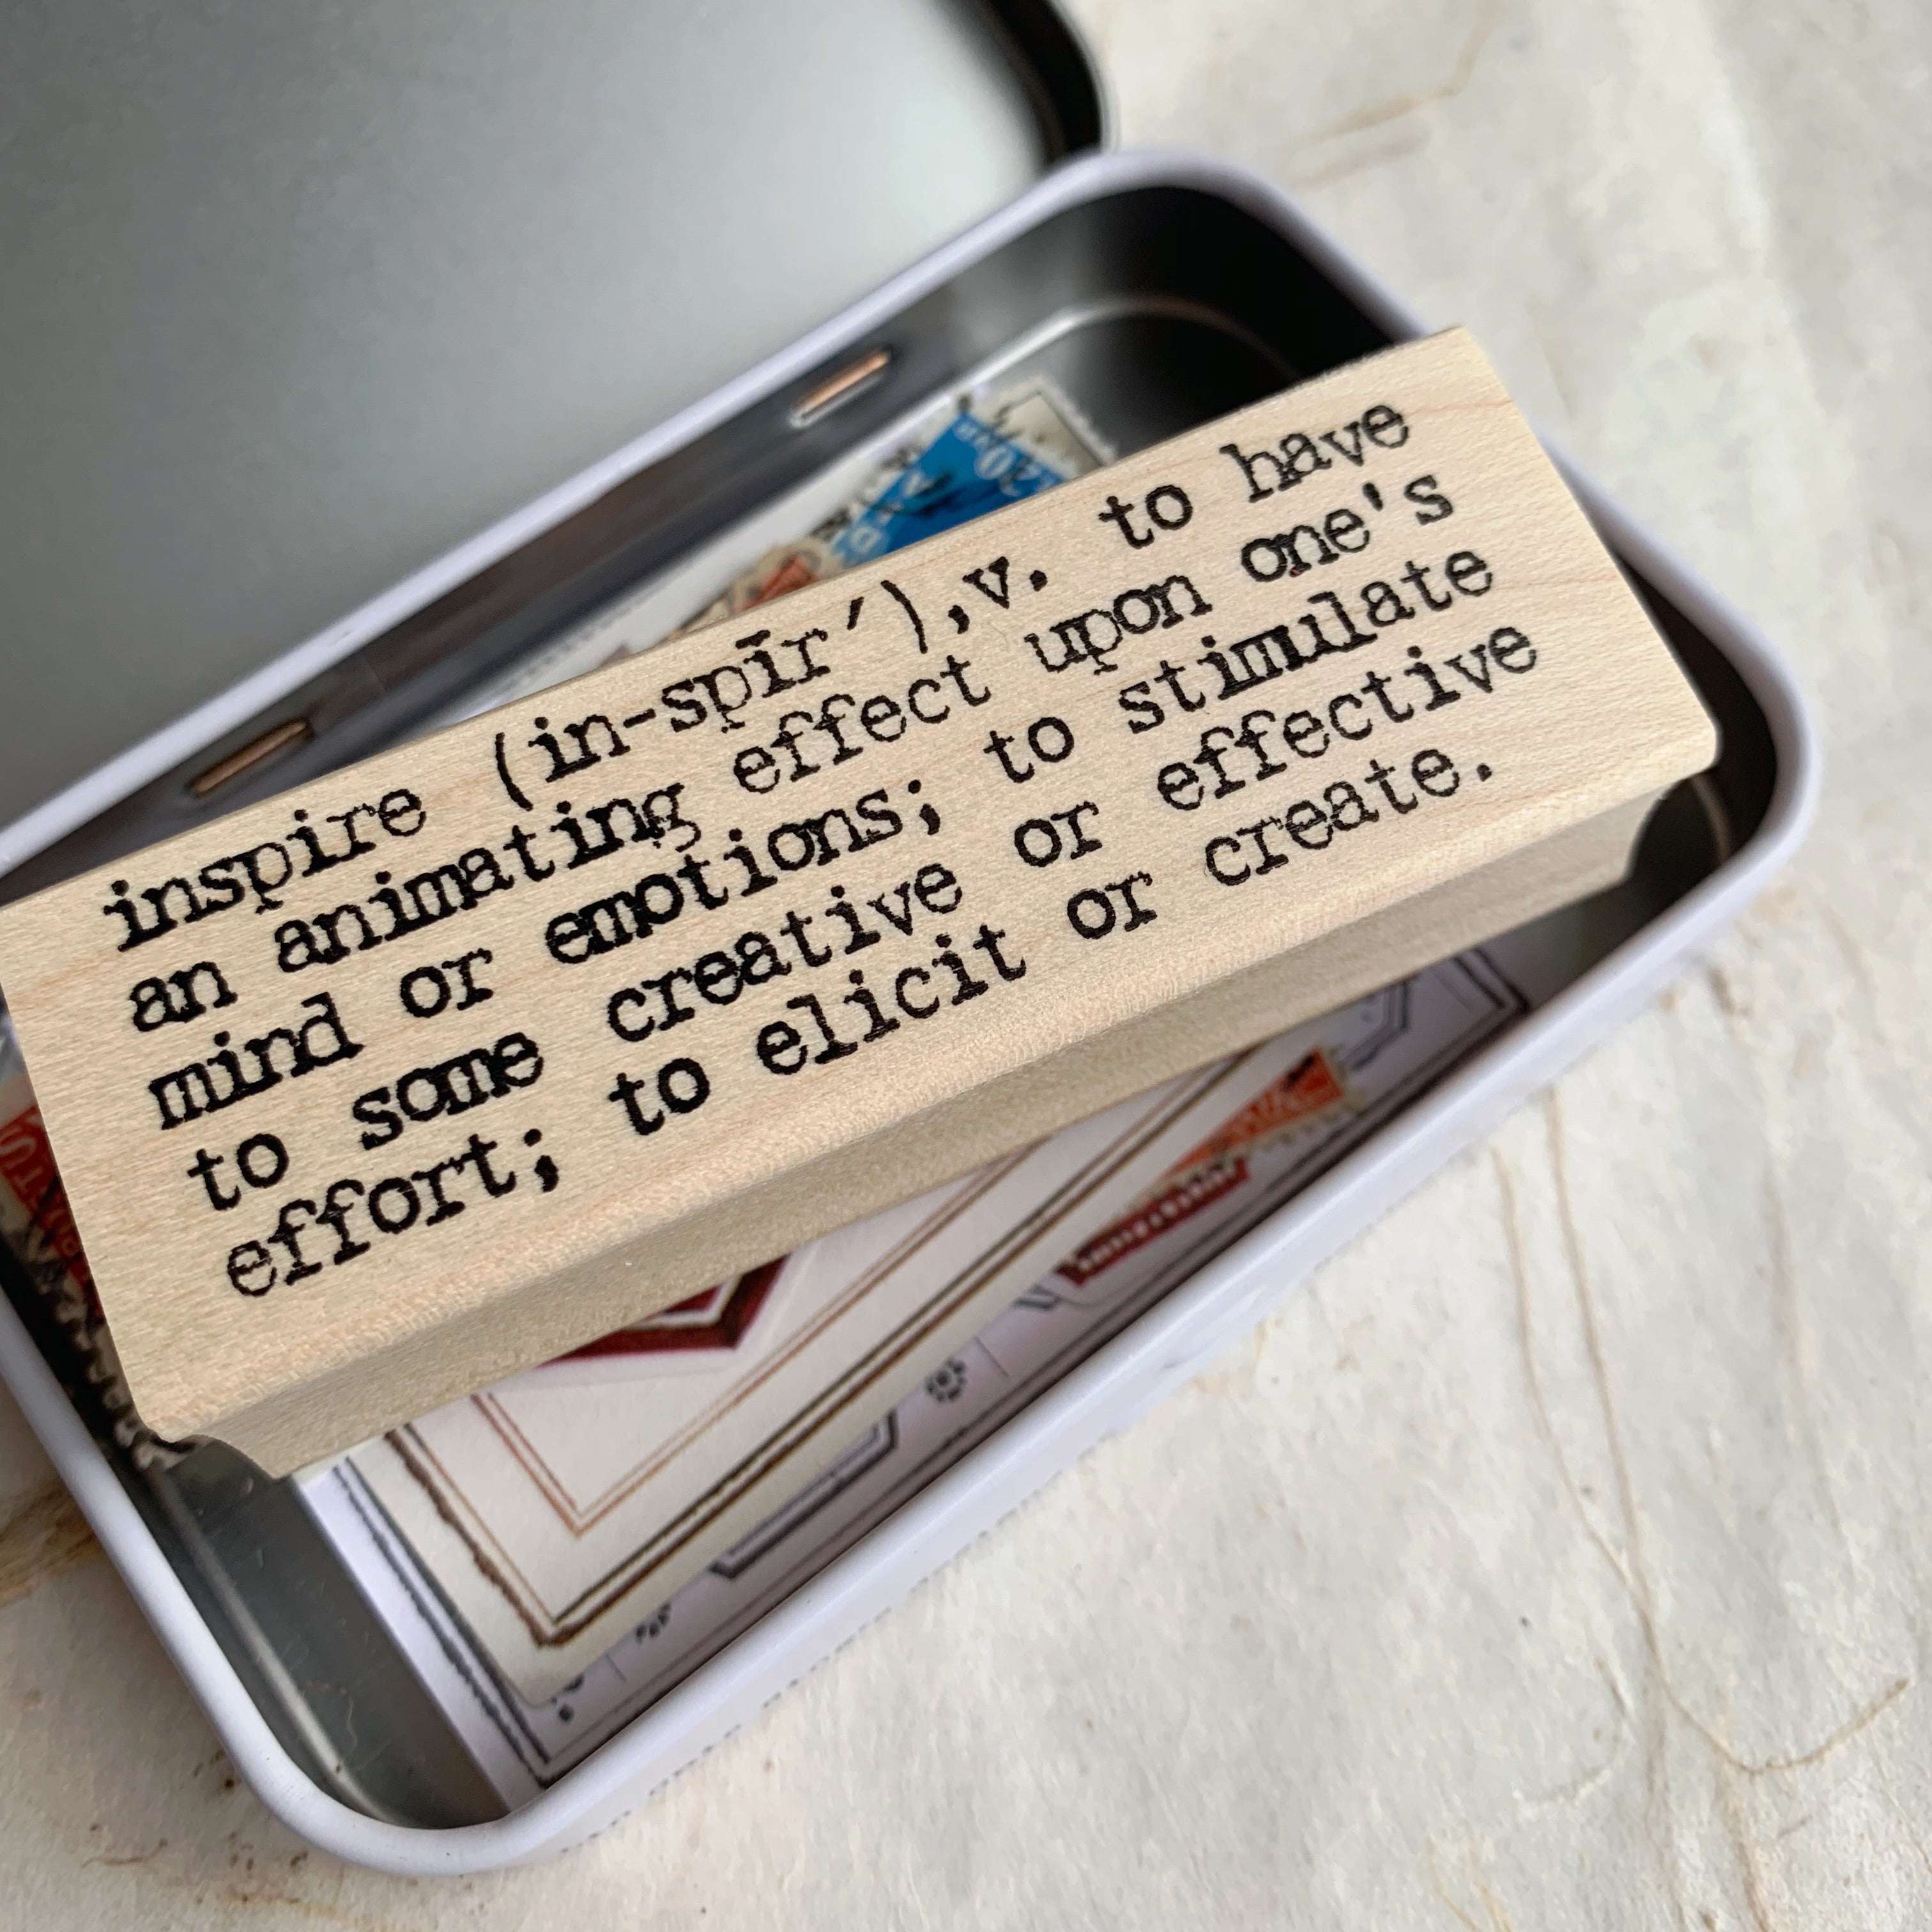 inspire (in-spīr′),v. to have
an animating effect upon one's
mind or emotions; to stimulate
to some creative or effective
effort; to elicit or create.
20